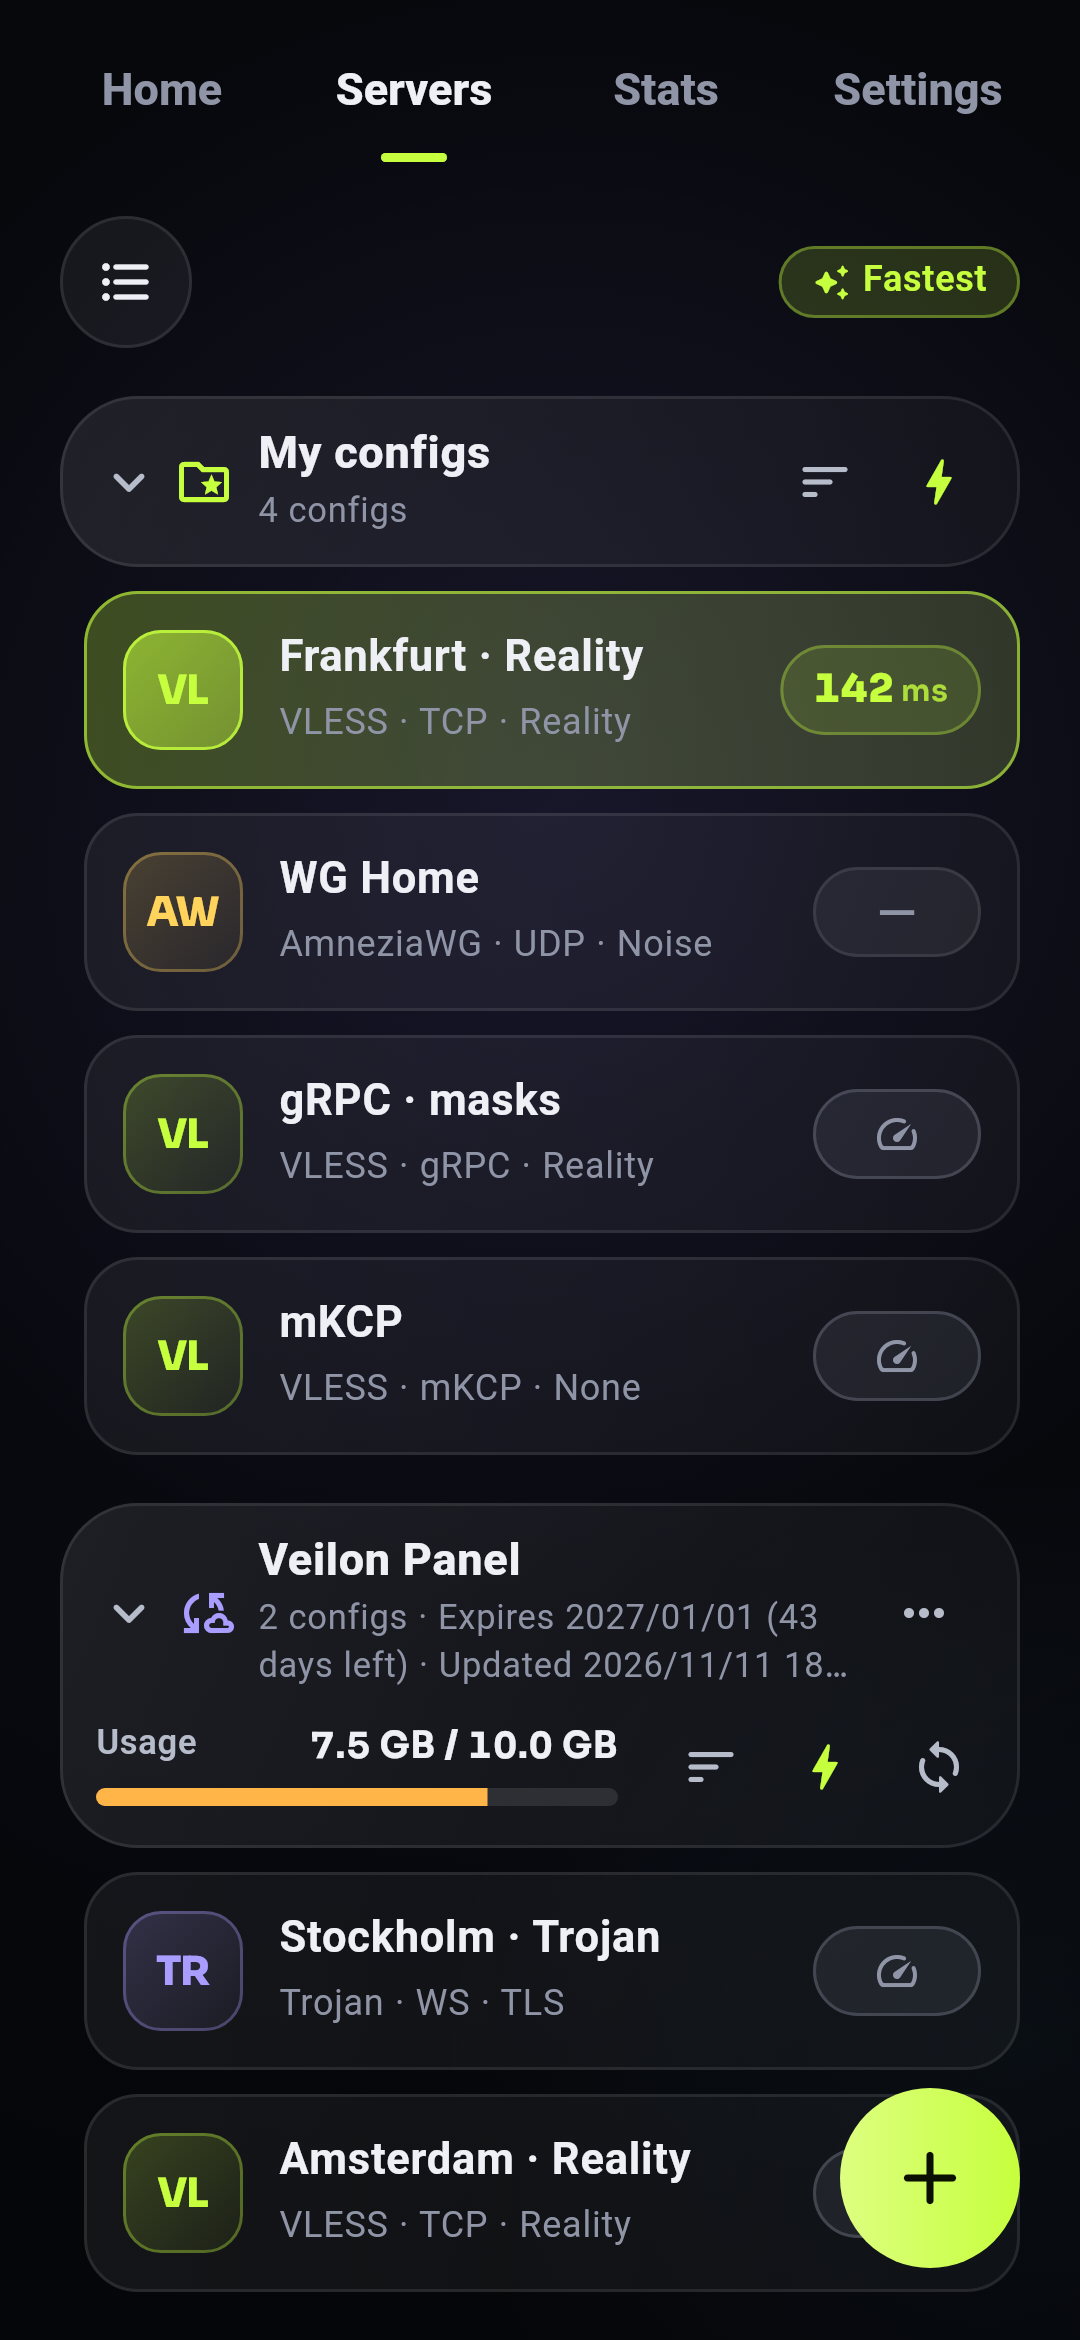 Home Servers Stats Settings
Fastest
My configs
4 configs
VL Frankfurt · Reality 142 ms
VLESS · TCP · Reality
AW WG Home –
AmneziaWG · UDP · Noise
VL gRPC · masks
VLESS · gRPC · Reality
VL mKCP
VLESS · mKCP · None
Veilon Panel
2 configs · Expires 2027/01/01 (43
days left) · Updated 2026/11/11 18…
Usage 7.5 GB / 10.0 GB
TR Stockholm · Trojan
Trojan · WS · TLS
VL Amsterdam · Reality
VLESS · TCP · Reality